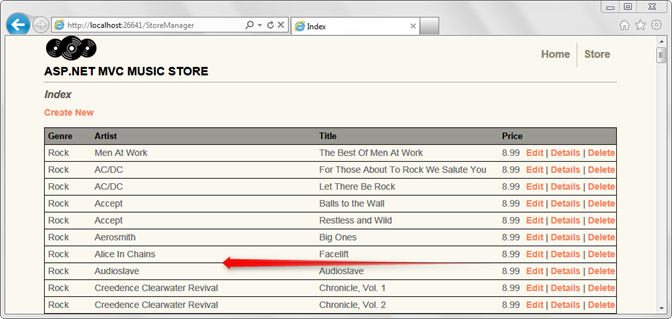 http://localhost:26641/StoreManager
Index
Home Store
ASP.NET MVC MUSIC STORE
Index
Create New
Genre Artist Title Price
Rock Men At Work The Best Of Men At Work 8.99 Edit | Details | Delete
Rock AC/DC For Those About To Rock We Salute You 8.99 Edit | Details | Delete
Rock AC/DC Let There Be Rock 8.99 Edit | Details | Delete
Rock Accept Balls to the Wall 8.99 Edit | Details | Delete
Rock Accept Restless and Wild 8.99 Edit | Details | Delete
Rock Aerosmith Big Ones 8.99 Edit | Details | Delete
Rock Alice In Chains Facelift 8.99 Edit | Details | Delete
Rock Audioslave Audioslave 8.99 Edit | Details | Delete
Rock Creedence Clearwater Revival Chronicle, Vol. 1 8.99 Edit | Details | Delete
Rock Creedence Clearwater Revival Chronicle, Vol. 2 8.99 Edit | Details | Delete